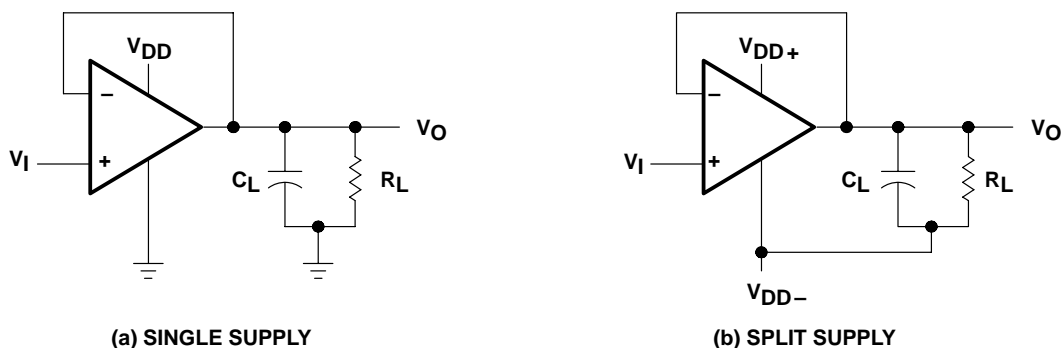 VDD
−
VI
+
VO
CL
RL
(a) SINGLE SUPPLY
VDD+
−
VI
+
VO
CL
RL
VDD−
(b) SPLIT SUPPLY